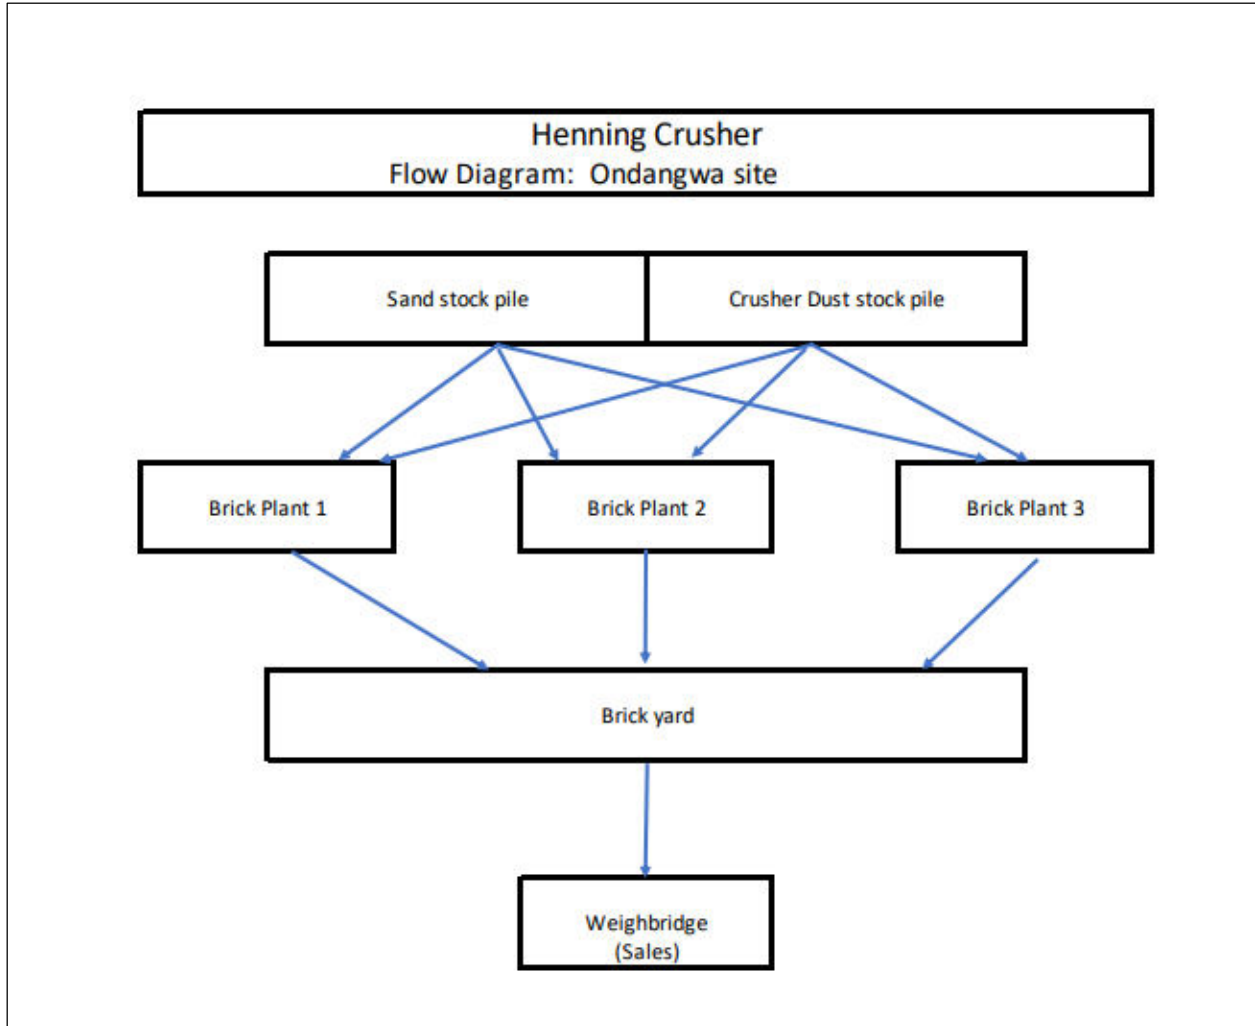 Henning Crusher
Flow Diagram: Ondangwa site
Sand stock pile
Crusher Dust stock pile
Brick Plant 1
Brick Plant 2
Brick Plant 3
Brick yard
Weighbridge
(Sales)